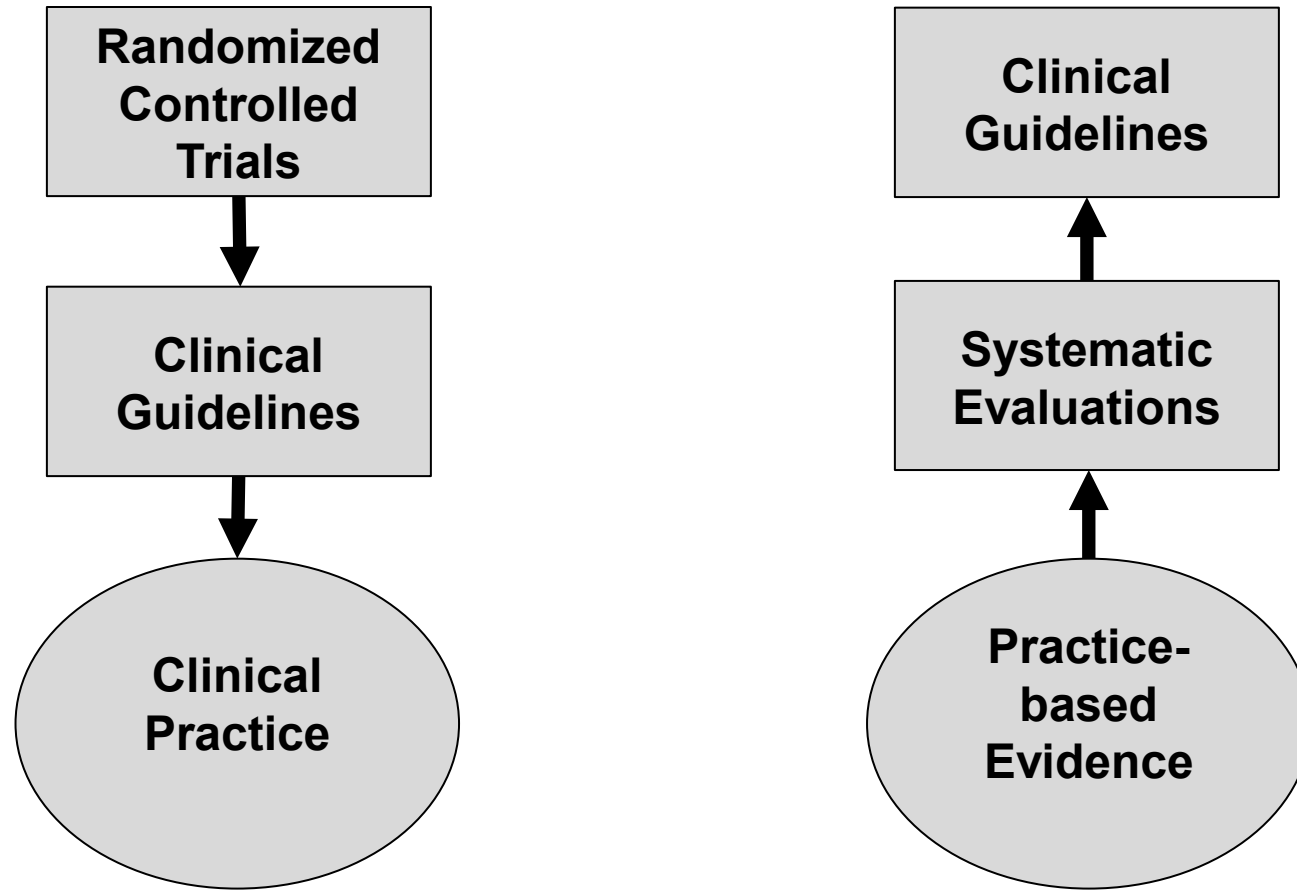 Randomized
Controlled
Trials
Clinical
Guidelines
Clinical
Practice
Clinical
Guidelines
Systematic
Evaluations
Practice-
based
Evidence